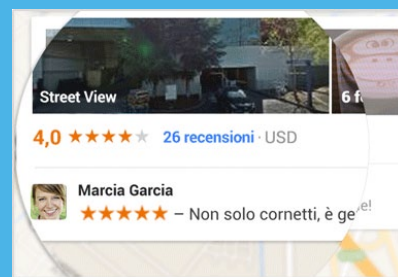 Street View
6 f
4,0
26 recensioni · USD
Marcia Garcia
– Non solo cornetti, è ge e!